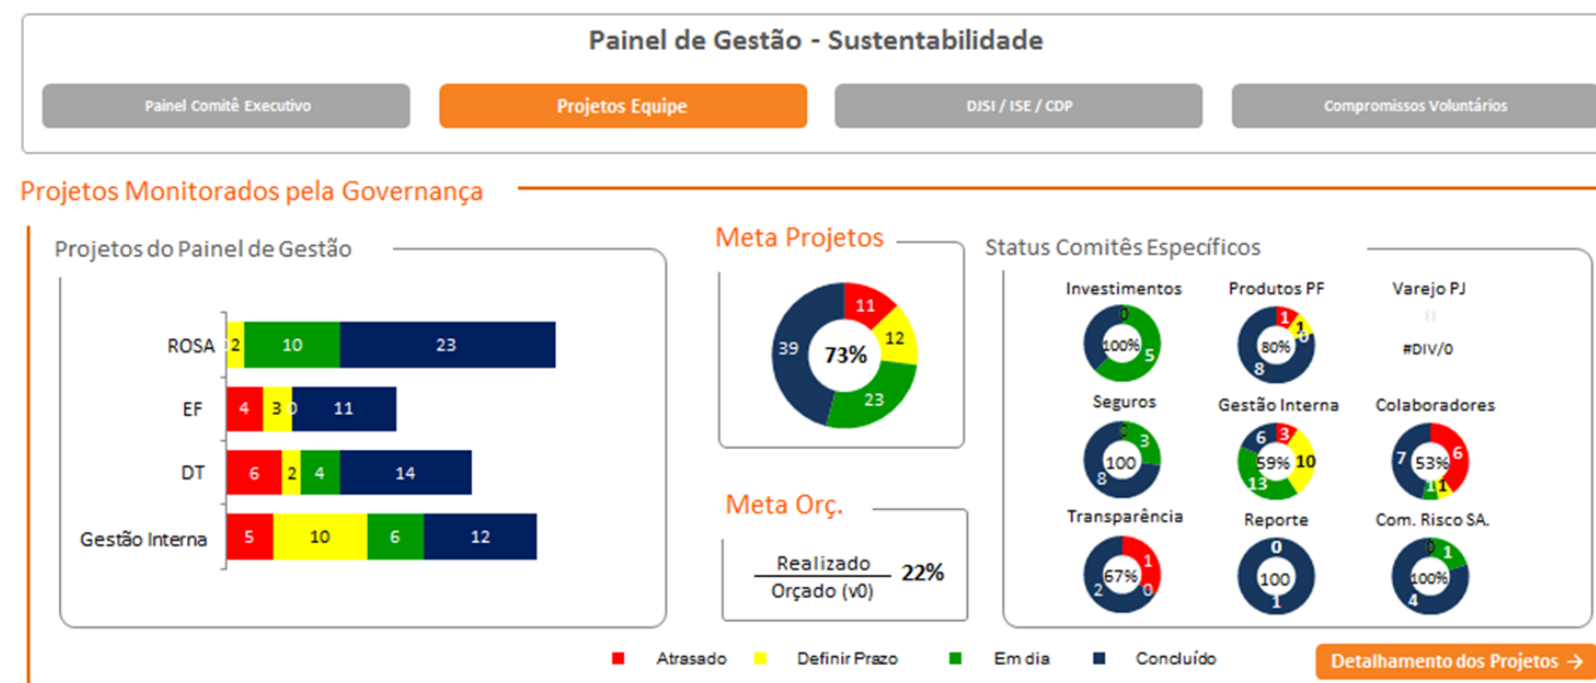 Painel de Gestão - Sustentabilidade
Painel Comitê Executivo
Projetos Equipe
DJSI / ISE / CDP
Compromissos Voluntários
Projetos Monitorados pela Governança
Projetos do Painel de Gestão
ROSA 2 10 23
EF 4 3 0 11
DT 6 2 4 14
Gestão Interna 5 10 6 12
Meta Projetos
11
12
23
39
73%
Meta Orç.
Realizado
Orçado (v0)
22%
Status Comitês Específicos
Investimentos
0
5
100%
Produtos PF
1
1
0
8
80%
Varejo PJ
0
#DIV/0
Seguros
0
3
8
100
Gestão Interna
3
10
13
6
59%
Colaboradores
6
1
1
7
53%
Transparência
1
0
2
67%
Reporte
0
1
100
Com. Risco SA.
0
1
4
100%
Atrasado
Definir Prazo
Em dia
Concluído
Detalhamento dos Projetos →